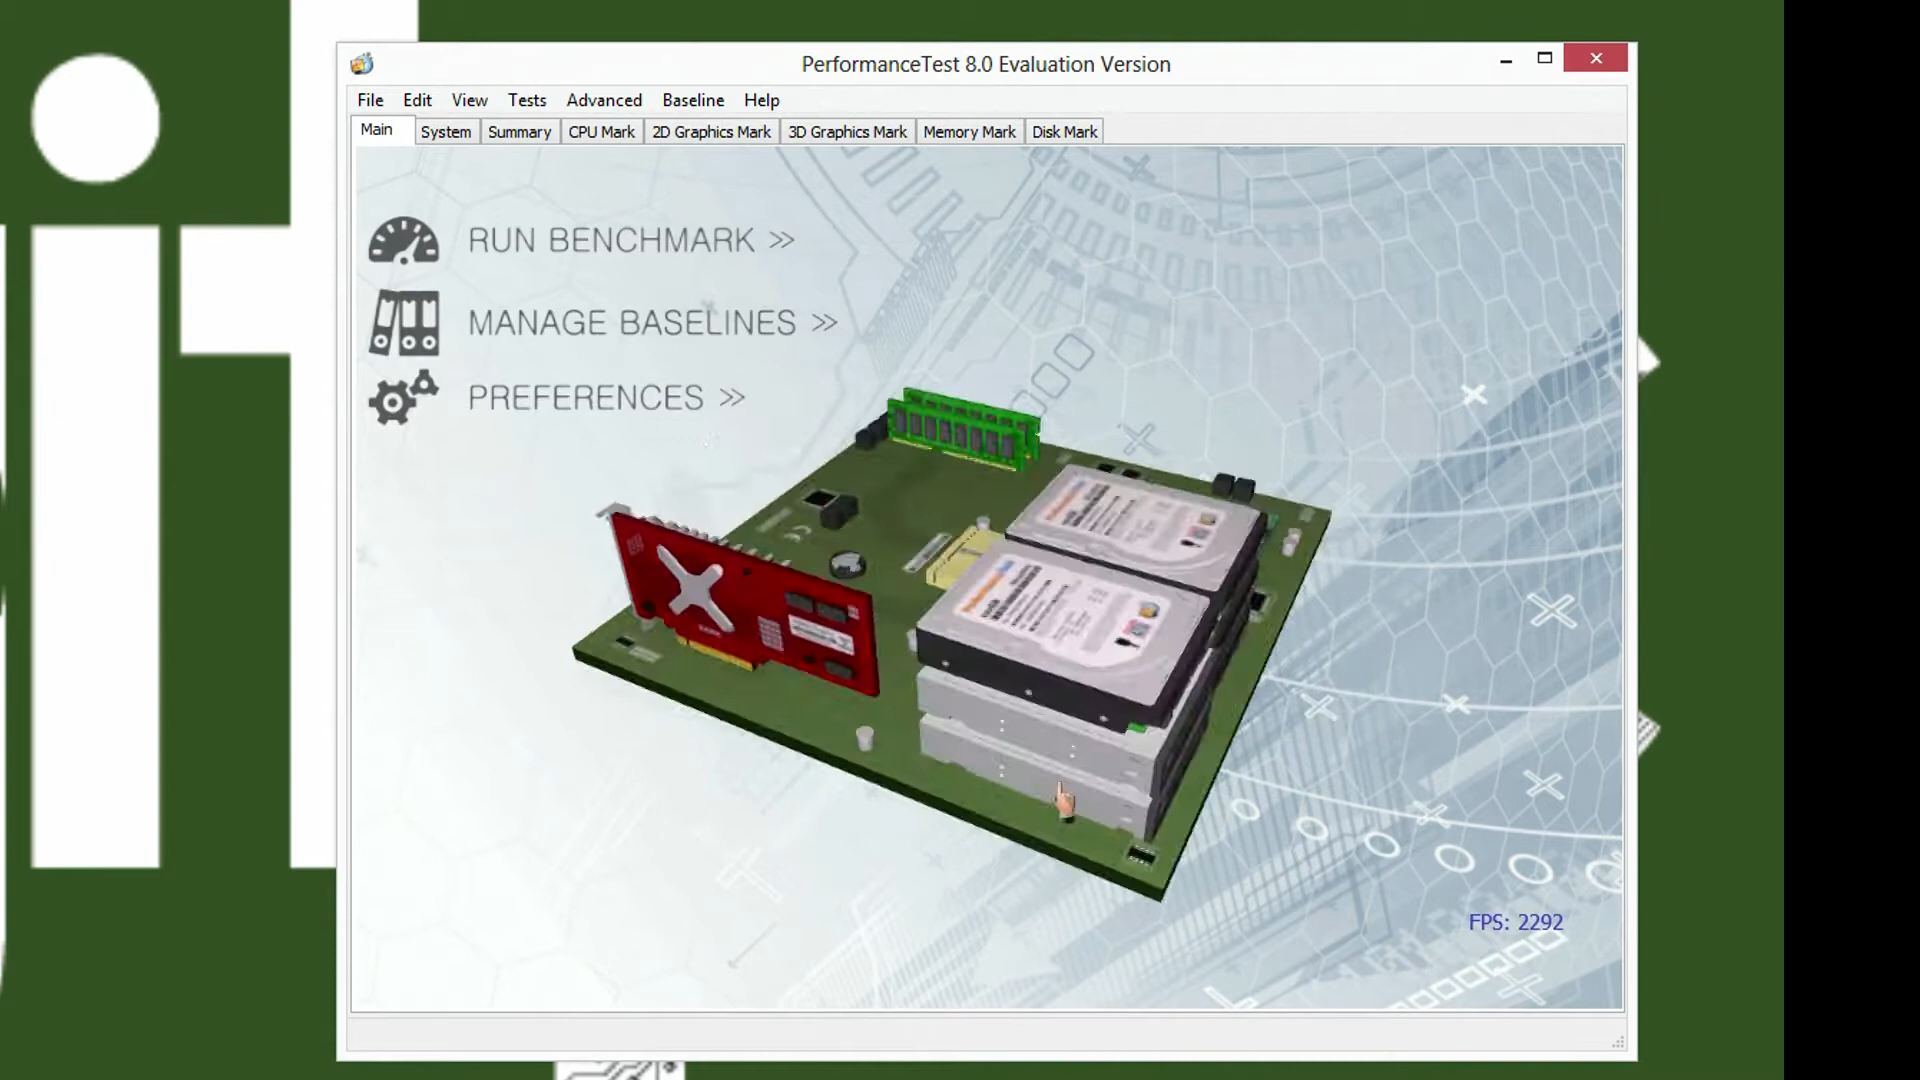 PerformanceTest 8.0 Evaluation Version
File Edit View Tests Advanced Baseline Help
Main System Summary CPU Mark 2D Graphics Mark 3D Graphics Mark Memory Mark Disk Mark
RUN BENCHMARK >>
MANAGE BASELINES >>
PREFERENCES >>
FPS: 2292